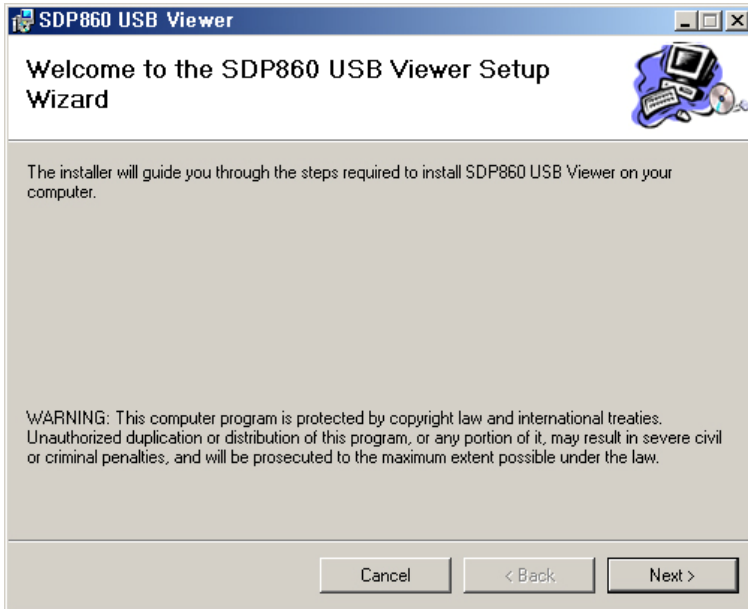 SDP860 USB Viewer
Welcome to the SDP860 USB Viewer Setup
Wizard
The installer will guide you through the steps required to install SDP860 USB Viewer on your
computer.
WARNING: This computer program is protected by copyright law and international treaties.
Unauthorized duplication or distribution of this program, or any portion of it, may result in severe civil
or criminal penalties, and will be prosecuted to the maximum extent possible under the law.
Cancel < Back Next >